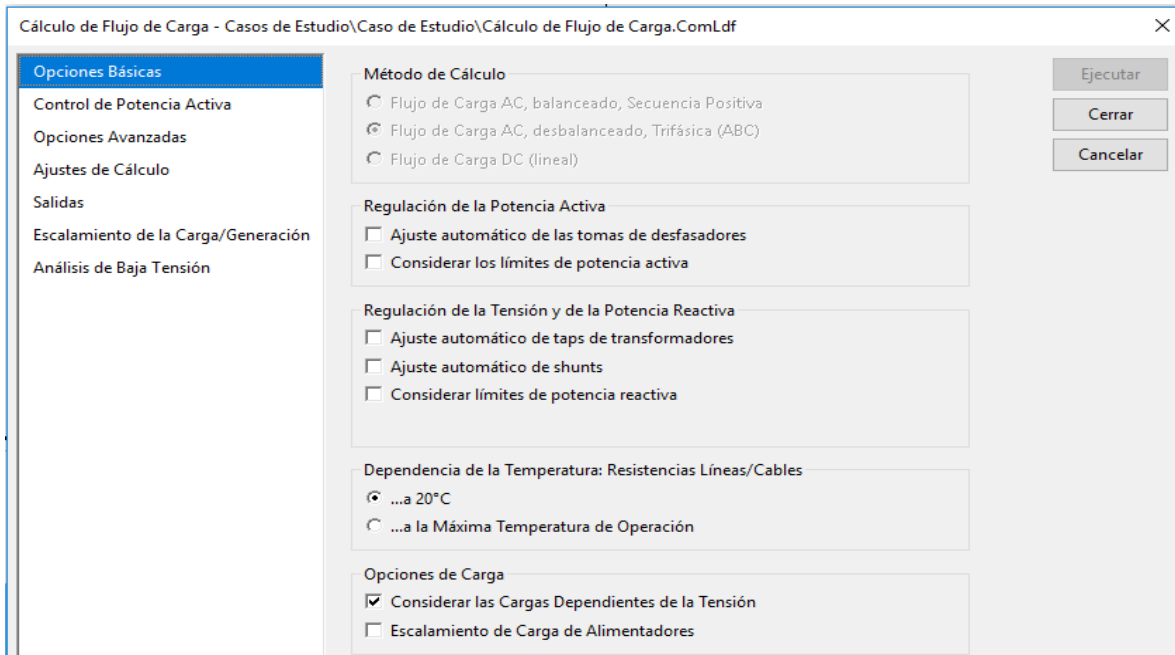 Cálculo de Flujo de Carga - Casos de Estudio\Caso de Estudio\Cálculo de Flujo de Carga.ComLdf
Opciones Básicas
Control de Potencia Activa
Opciones Avanzadas
Ajustes de Cálculo
Salidas
Escalamiento de la Carga/Generación
Análisis de Baja Tensión
Método de Cálculo
Flujo de Carga AC, balanceado, Secuencia Positiva
Flujo de Carga AC, desbalanceado, Trifásica (ABC)
Flujo de Carga DC (lineal)
Regulación de la Potencia Activa
Ajuste automático de las tomas de desfasadores
Considerar los límites de potencia activa
Regulación de la Tensión y de la Potencia Reactiva
Ajuste automático de taps de transformadores
Ajuste automático de shunts
Considerar límites de potencia reactiva
Dependencia de la Temperatura: Resistencias Líneas/Cables
...a 20°C
...a la Máxima Temperatura de Operación
Opciones de Carga
Considerar las Cargas Dependientes de la Tensión
Escalamiento de Carga de Alimentadores
Ejecutar
Cerrar
Cancelar